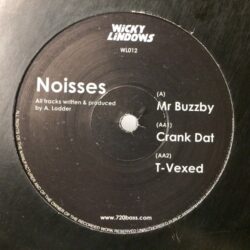 WiCKY
LiNDOWS
WL012
Noisses
All tracks written & produced
by A. Lodder
(A)
Mr Buzzby
(AA1)
Crank Dat
(AA2)
T-Vexed
www.720bass.com